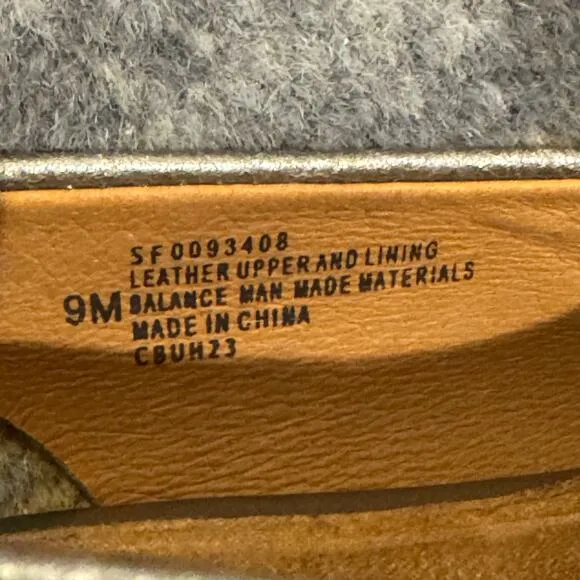 SF0093408
LEATHER UPPER AND LINING
9M BALANCE MAN MADE MATERIALS
MADE IN CHINA
CBUH23